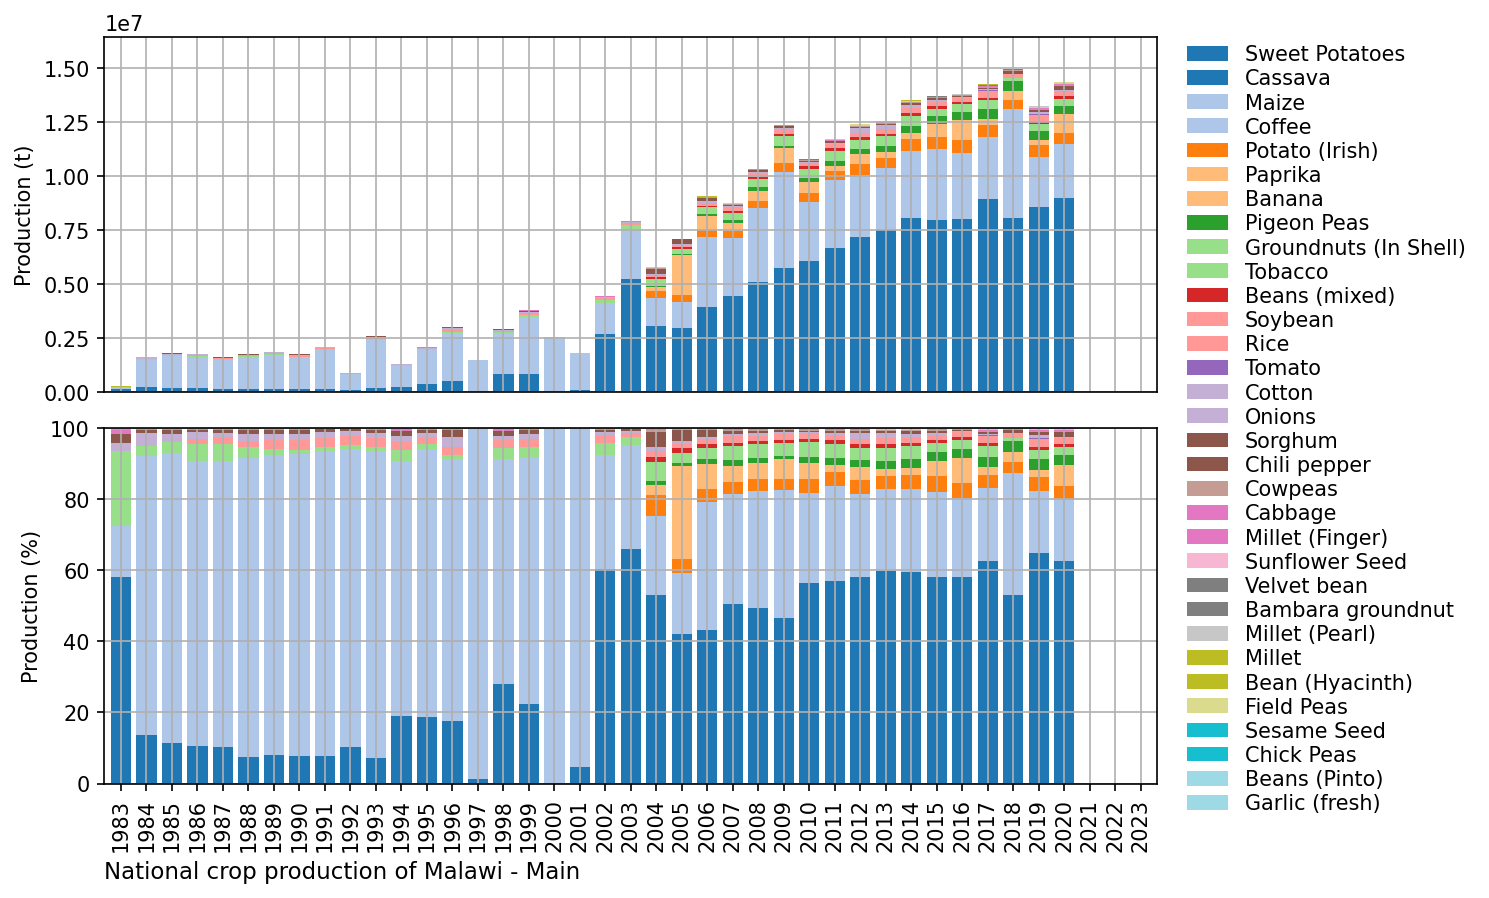 1e7
Production (t)
1.50
1.25
1.00
0.75
0.50
0.25
0.00
Production (%)
100
80
60
40
20
0
1983
1984
1985
1986
1987
1988
1989
1990
1991
1992
1993
1994
1995
1996
1997
1998
1999
2000
2001
2002
2003
2004
2005
2006
2007
2008
2009
2010
2011
2012
2013
2014
2015
2016
2017
2018
2019
2020
2021
2022
2023
National crop production of Malawi - Main
Sweet Potatoes
Cassava
Maize
Coffee
Potato (Irish)
Paprika
Banana
Pigeon Peas
Groundnuts (In Shell)
Tobacco
Beans (mixed)
Soybean
Rice
Tomato
Cotton
Onions
Sorghum
Chili pepper
Cowpeas
Cabbage
Millet (Finger)
Sunflower Seed
Velvet bean
Bambara groundnut
Millet (Pearl)
Millet
Bean (Hyacinth)
Field Peas
Sesame Seed
Chick Peas
Beans (Pinto)
Garlic (fresh)